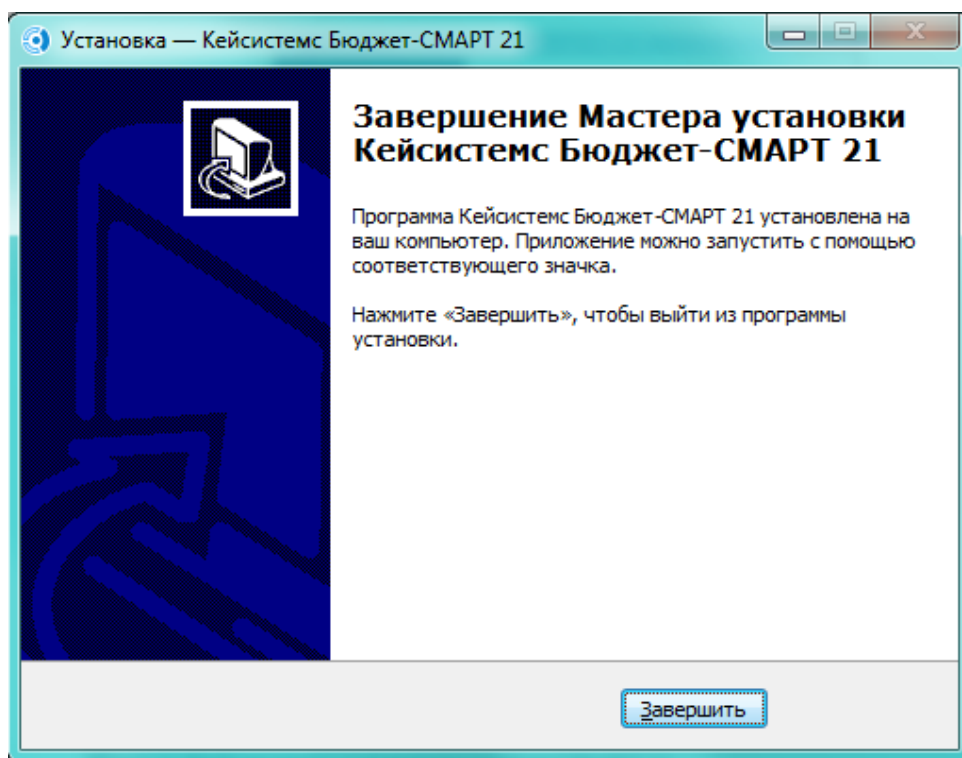 Установка — Кейсистемс Бюджет-СМАРТ 21
Завершение Мастера установки
Кейсистемс Бюджет-СМАРТ 21
Программа Кейсистемс Бюджет-СМАРТ 21 установлена на
ваш компьютер. Приложение можно запустить с помощью
соответствующего значка.
Нажмите «Завершить», чтобы выйти из программы
установки.
Завершить